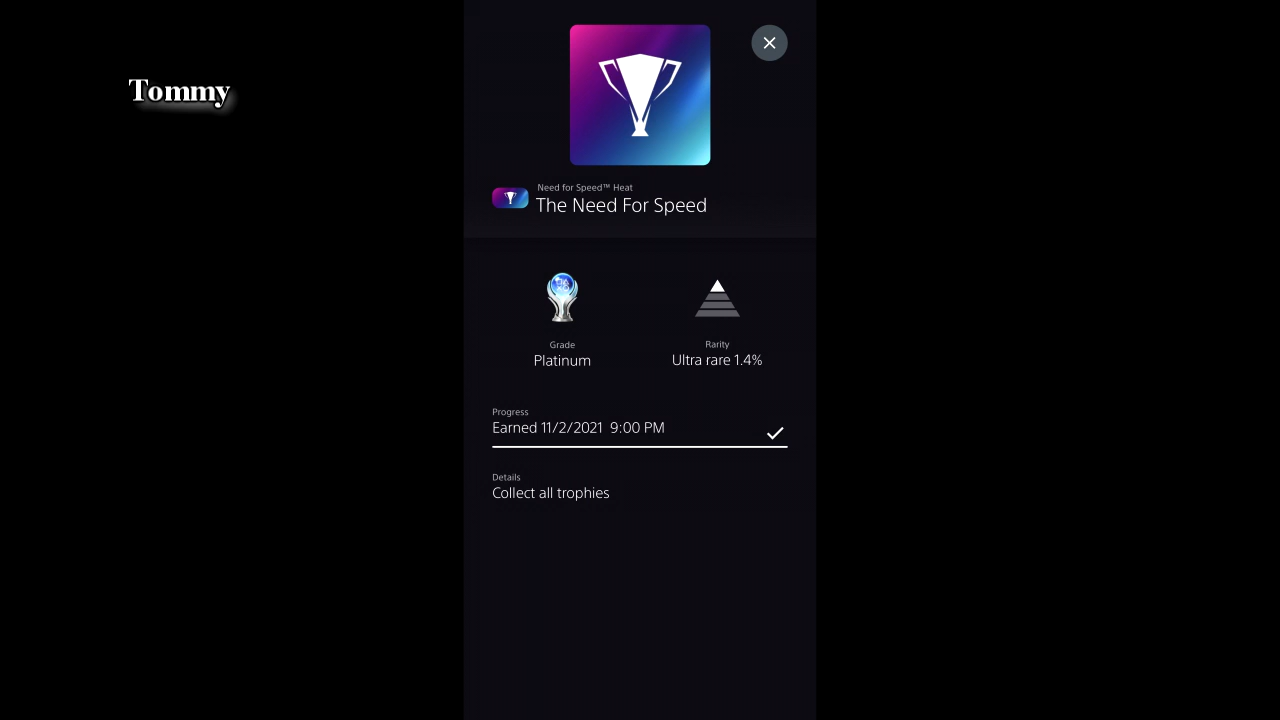 Tommy
Need for Speed™ Heat
The Need For Speed
Grade
Platinum
Rarity
Ultra rare 1.4%
Progress
Earned 11/2/2021 9:00 PM
Details
Collect all trophies